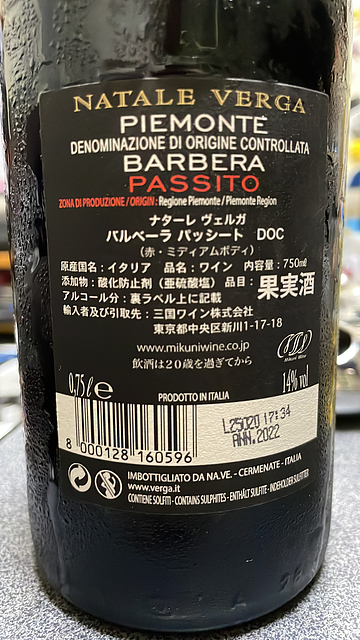 NATALE VERGA
PIEMONTE
DENOMINAZIONE DI ORIGINE CONTROLLATA
BARBERA
PASSITO
ZONA DI PRODUZIONE / ORIGIN: Regione Piemonte / Piemonte Region
ナターレ ヴェルガ
バルベーラ パッシート DOC
(赤・ミディアムボディ)
原産国名:イタリア 品名:ワイン 内容量:750㎖
添加物:酸化防止剤(亜硫酸塩) 品目:果実酒
アルコール分:裏ラベル上に記載
輸入者及び引取先:三国ワイン株式会社
東京都中央区新川1-17-18
www.mikuniwine.co.jp
Mikuni Wine
飲酒は20歳を過ぎてから
0,75 ℓ e
PRODOTTO IN ITALIA
14% vol
L25020 17:34
ANN.2022
8 000128 160596
IMBOTTIGLIATO DA NA.VE. - CERMENATE - ITALIA
www.verga.it
CONTIENE SOLFITI - CONTAINS SULPHITES - ENTHÄLT SULFITE - INDEHOLDER SULFITTER